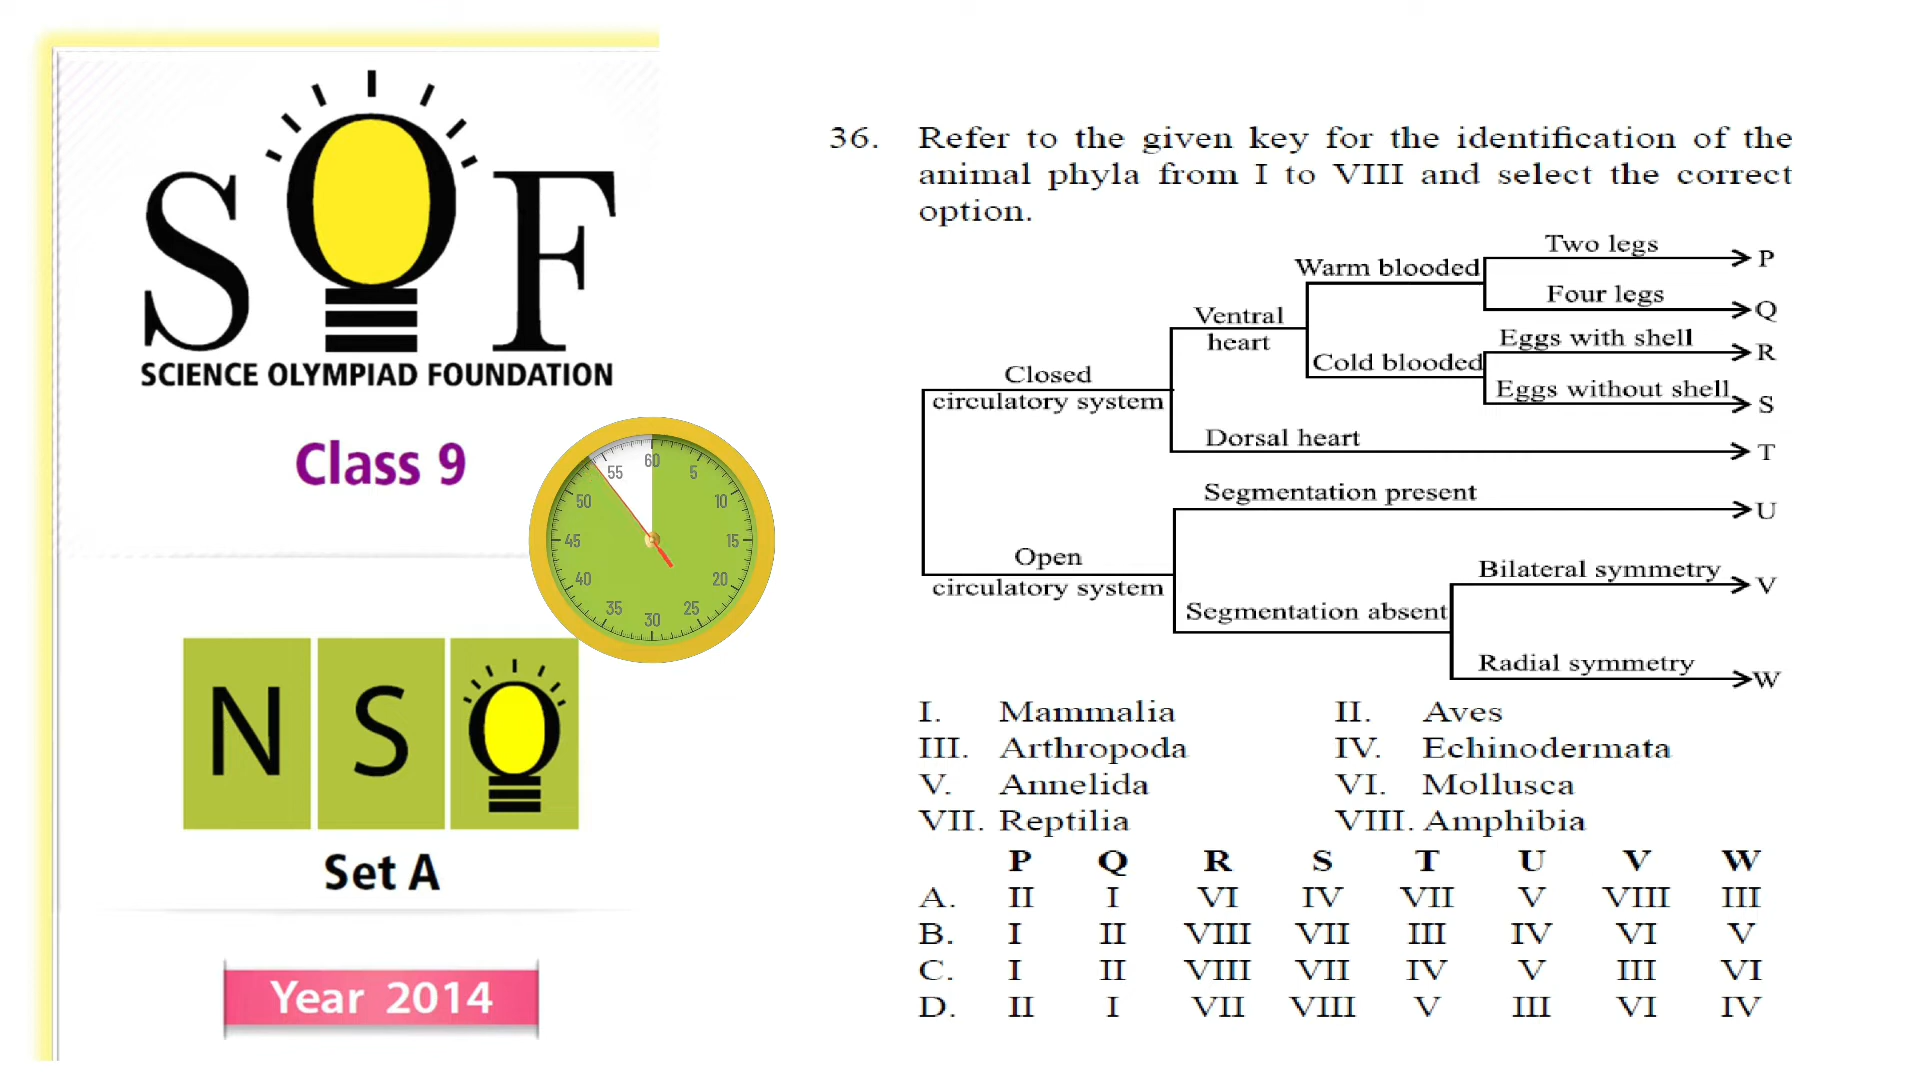 SOF
SCIENCE OLYMPIAD FOUNDATION
Class 9
60
5
10
15
20
25
30
35
40
45
50
55
NSO
Set A
Year 2014
36. Refer to the given key for the identification of the
animal phyla from I to VIII and select the correct
option.
Two legs
P
Warm blooded
Four legs
Q
Ventral
heart
Eggs with shell
R
Cold blooded
Eggs without shell
S
Closed
circulatory system
Dorsal heart
T
Segmentation present
U
Open
circulatory system
Bilateral symmetry
V
Segmentation absent
Radial symmetry
W
I. Mammalia II. Aves
III. Arthropoda IV. Echinodermata
V. Annelida VI. Mollusca
VII. Reptilia VIII. Amphibia
P Q R S T U V W
A. II I VI IV VII V VIII III
B. I II VIII VII III IV VI V
C. I II VIII VII IV V III VI
D. II I VII VIII V III VI IV